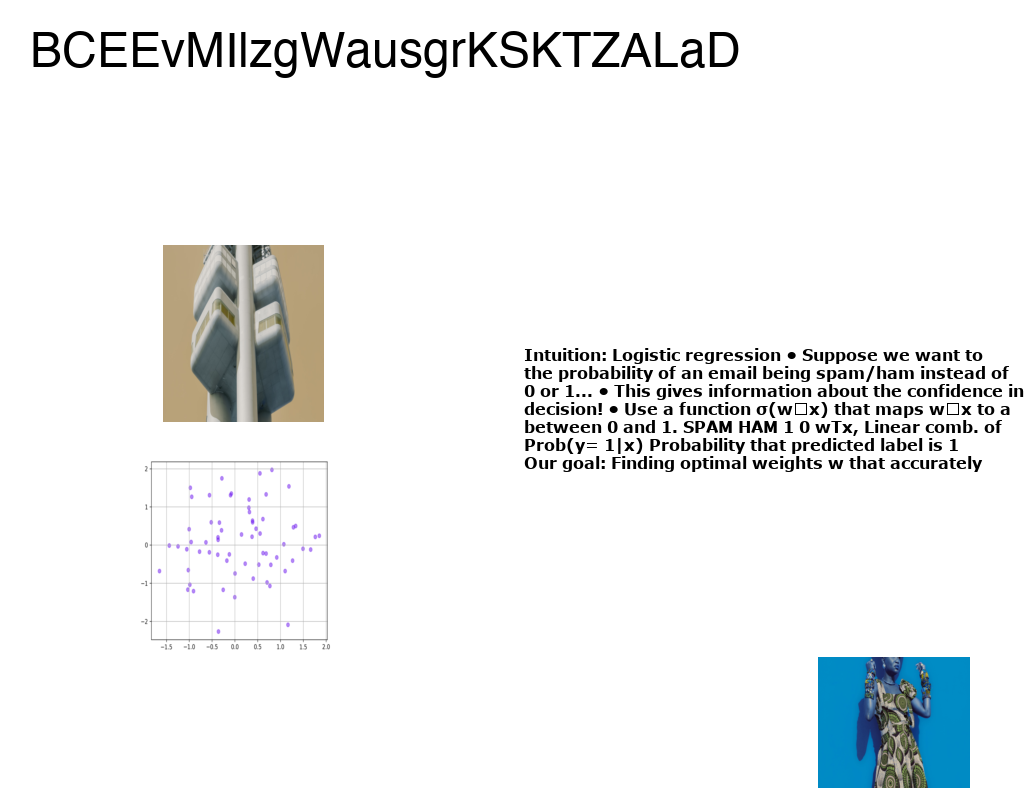 BCEEvMIlzgWausgrKSKTZALaD
Intuition: Logistic regression ● Suppose we want to
the probability of an email being spam/ham instead of
0 or 1... ● This gives information about the confidence in
decision! ● Use a function σ(w□x) that maps w□x to a
between 0 and 1. SPAM HAM 1 0 wTx, Linear comb. of
Prob(y= 1|x) Probability that predicted label is 1
Our goal: Finding optimal weights w that accurately
2
1
0
−1
−2
−1.5 −1.0 −0.5 0.0 0.5 1.0 1.5 2.0